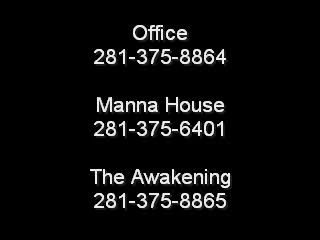 Office
281-375-8864
Manna House
281-375-6401
The Awakening
281-375-8865